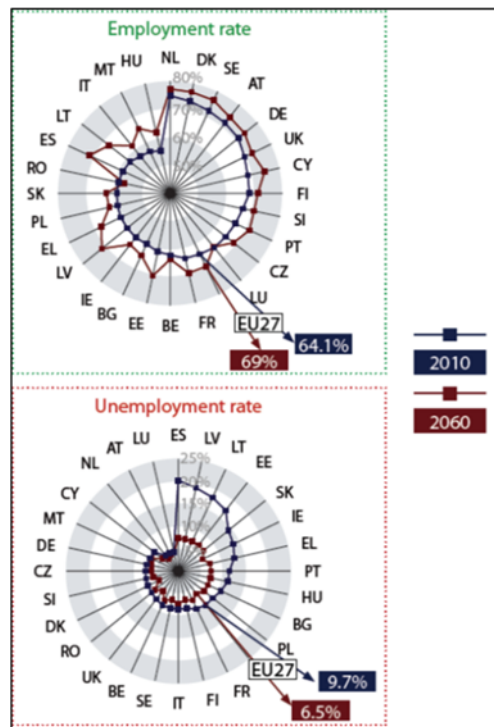 Employment rate
NL
DK
SE
AT
DE
UK
CY
FI
SI
PT
CZ
LU
FR
BE
EE
BG
IE
LV
EL
PL
SK
RO
ES
LT
IT
MT
HU
80%
70%
60%
50%
EU27
64.1%
69%
2010
2060
Unemployment rate
ES
LV
LT
EE
SK
IE
EL
PT
HU
BG
PL
FR
FI
IT
SE
BE
UK
RO
DK
SI
CZ
DE
MT
CY
NL
AT
LU
25%
20%
15%
10%
EU27
9.7%
6.5%